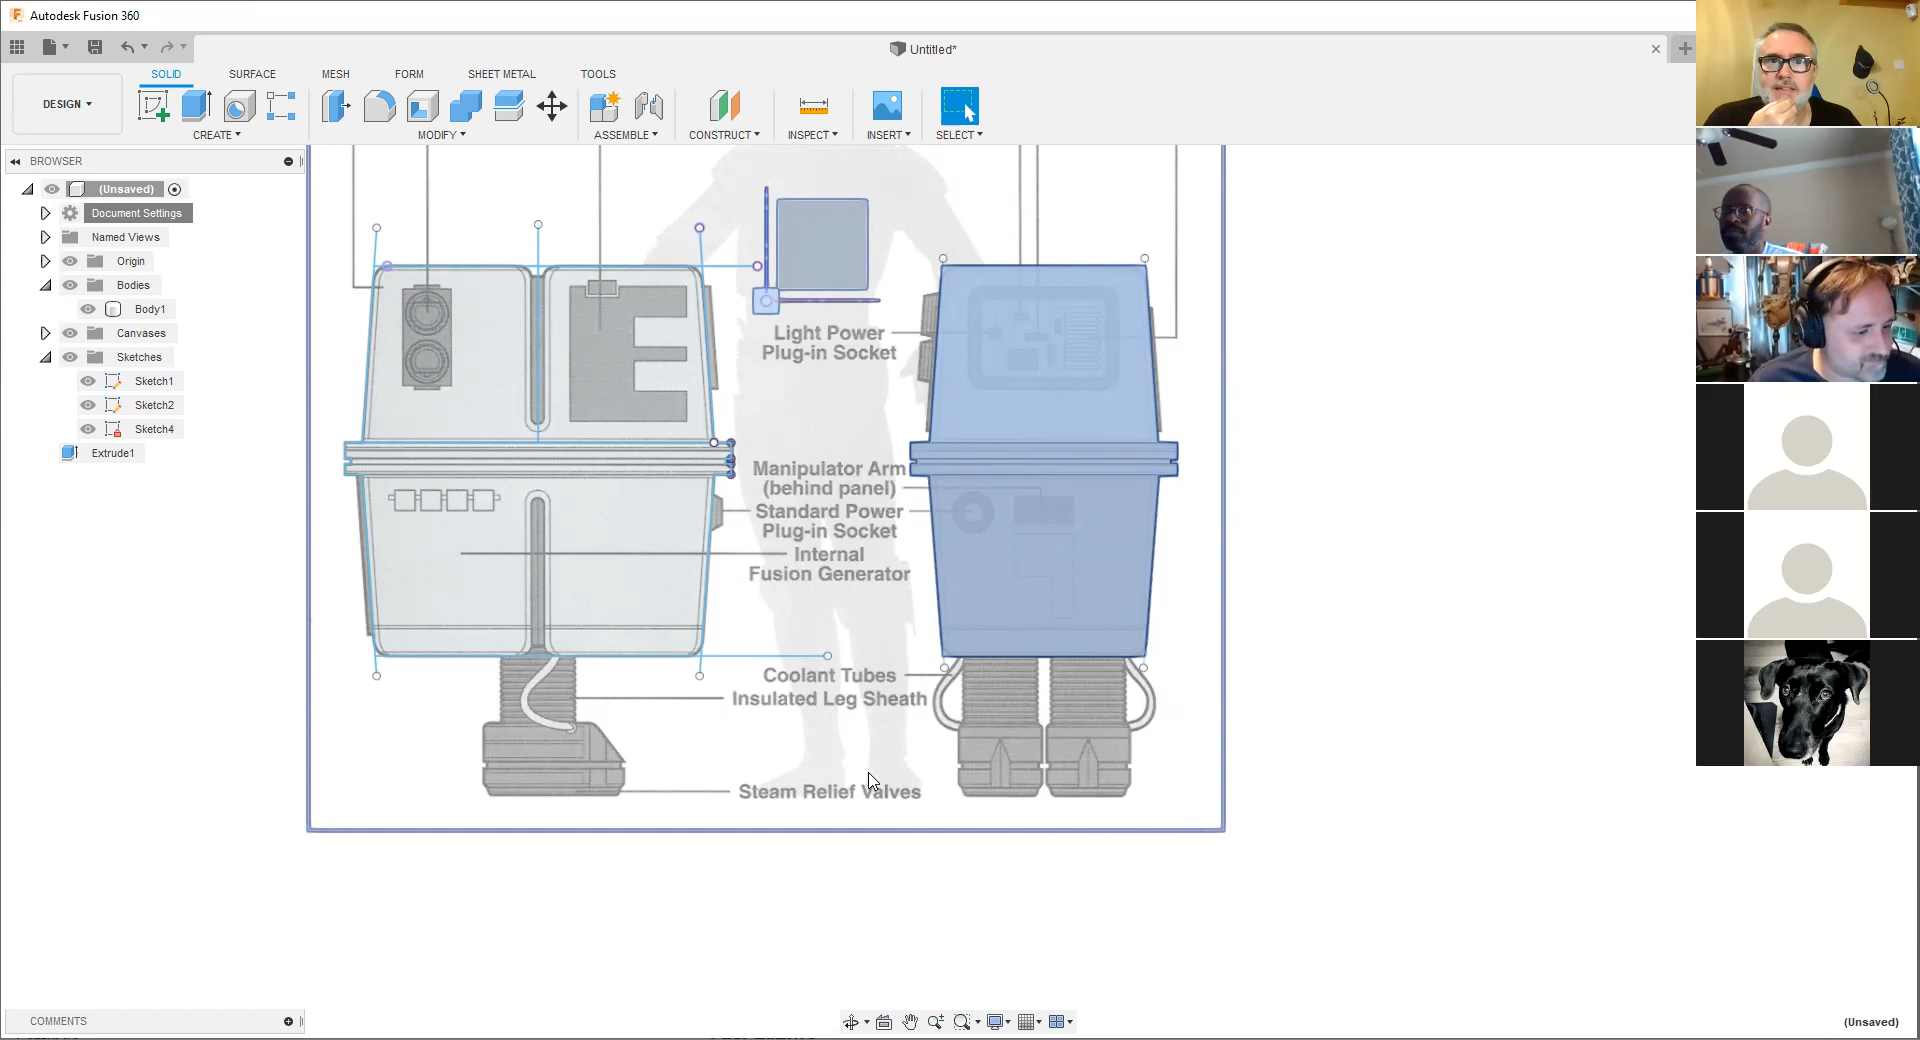 Autodesk Fusion 360
Untitled*
SOLID
SURFACE
MESH
FORM
SHEET METAL
TOOLS
DESIGN
CREATE
MODIFY
ASSEMBLE
CONSTRUCT
INSPECT
INSERT
SELECT
BROWSER
(Unsaved)
Document Settings
Named Views
Origin
Bodies
Body1
Canvases
Sketches
Sketch1
Sketch2
Sketch4
Extrude1
Light Power
Plug-in Socket
Manipulator Arm
(behind panel)
Standard Power
Plug-in Socket
Internal
Fusion Generator
Coolant Tubes
Insulated Leg Sheath
Steam Relief Valves
COMMENTS
(Unsaved)